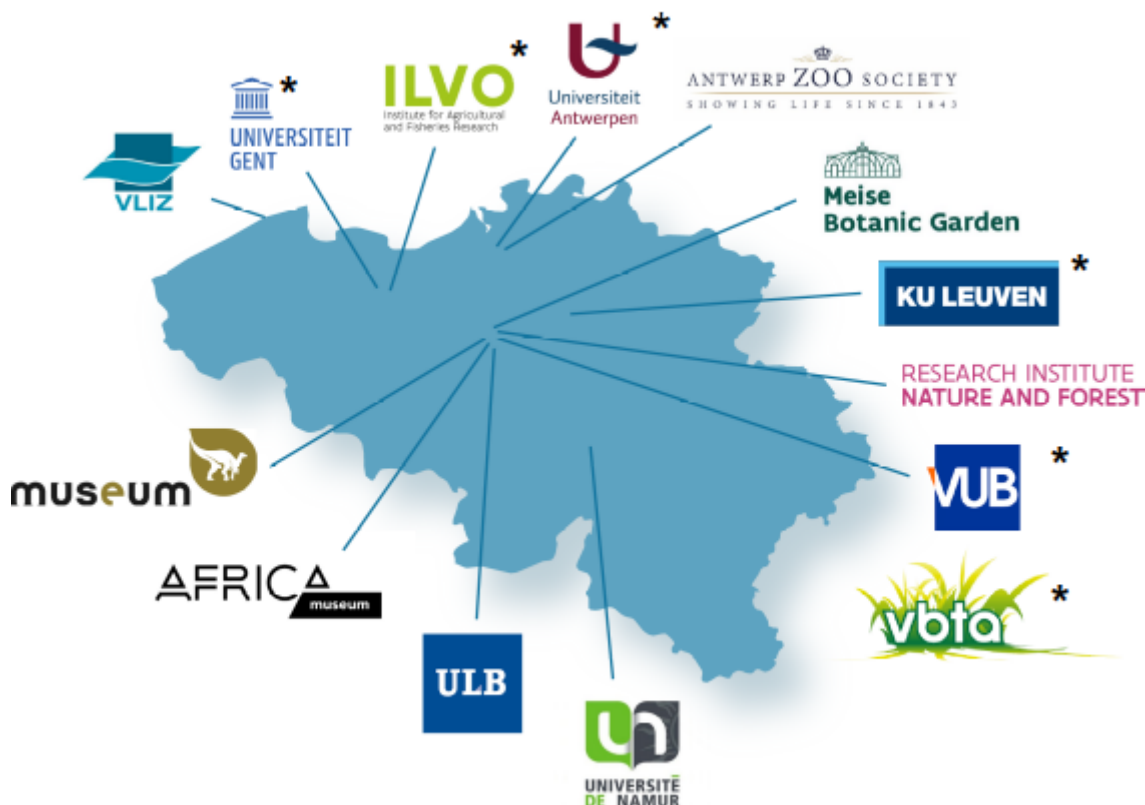 VLIZ
*
UNIVERSITEIT
GENT
*
ILVO
Institute for Agricultural
and Fisheries Research
*
Universiteit
Antwerpen
ANTWERP ZOO SOCIETY
SHOWING LIFE SINCE 1843
Meise
Botanic Garden
*
KU LEUVEN
RESEARCH INSTITUTE
NATURE AND FOREST
*
VUB
*
vbta
museum
AFRICA
museum
ULB
UNIVERSITÉ
DE NAMUR